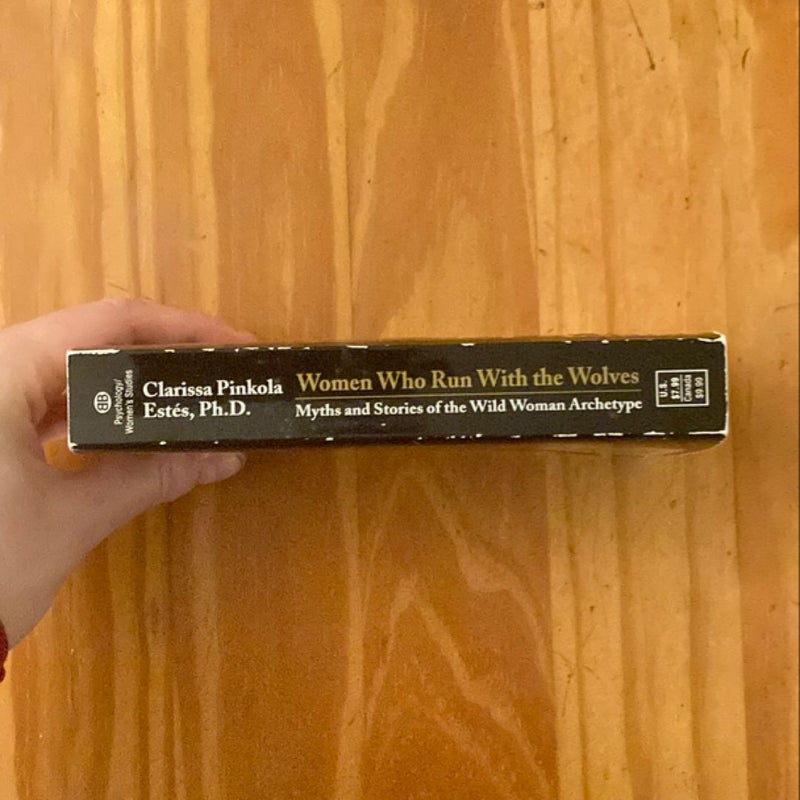 BB
Psychology/
Women's Studies
Clarissa Pinkola
Estés, Ph.D.
Women Who Run With the Wolves
Myths and Stories of the Wild Woman Archetype
U.S.
$7.99
Canada
$9.99